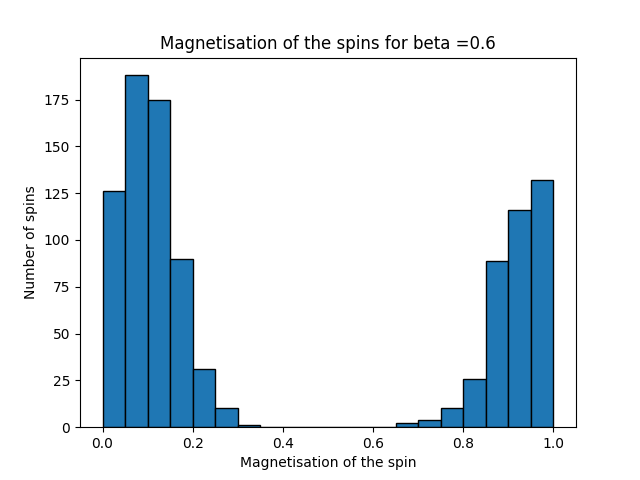 Magnetisation of the spins for beta =0.6
175
150
125
100
75
50
25
0
Number of spins
0.0 0.2 0.4 0.6 0.8 1.0
Magnetisation of the spin